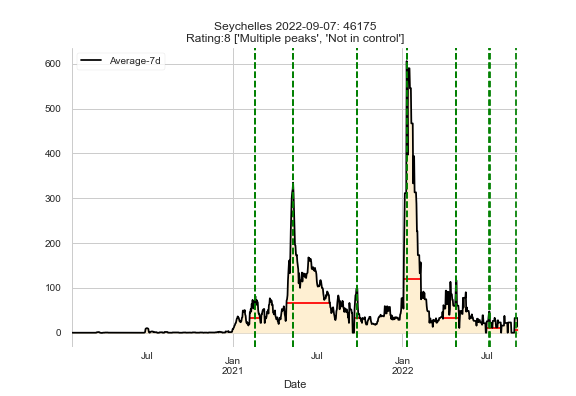 Seychelles 2022-09-07: 46175
Rating:8 ['Multiple peaks', 'Not in control']
Average-7d
600
500
400
300
200
100
0
Jul
Jan
2021
Jul
Jan
2022
Jul
Date